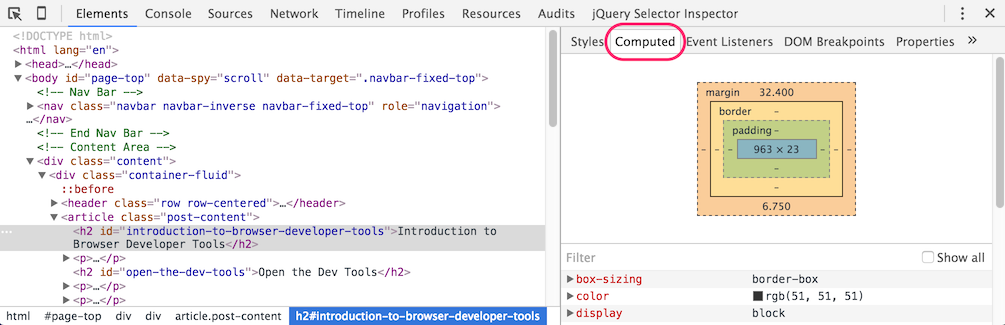 Elements Console Sources Network Timeline Profiles Resources Audits jQuery Selector Inspector
<!DOCTYPE html>
<html lang="en">
<head>…</head>
<body id="page-top" data-spy="scroll" data-target=".navbar-fixed-top">
<!-- Nav Bar -->
<nav class="navbar navbar-inverse navbar-fixed-top" role="navigation">
…</nav>
<!-- End Nav Bar -->
<!-- Content Area -->
<div class="content">
<div class="container-fluid">
::before
<header class="row row-centered">…</header>
<article class="post-content">
<h2 id="introduction-to-browser-developer-tools">Introduction to
Browser Developer Tools</h2>
<p>…</p>
<h2 id="open-the-dev-tools">Open the Dev Tools</h2>
<p>…</p>
<p>…</p>
html #page-top div div article.post-content h2#introduction-to-browser-developer-tools
Styles Computed Event Listeners DOM Breakpoints Properties »
margin 32.400
border -
padding -
- - - 963 × 23 - - -
-
-
6.750
Filter Show all
box-sizing border-box
color rgb(51, 51, 51)
display block